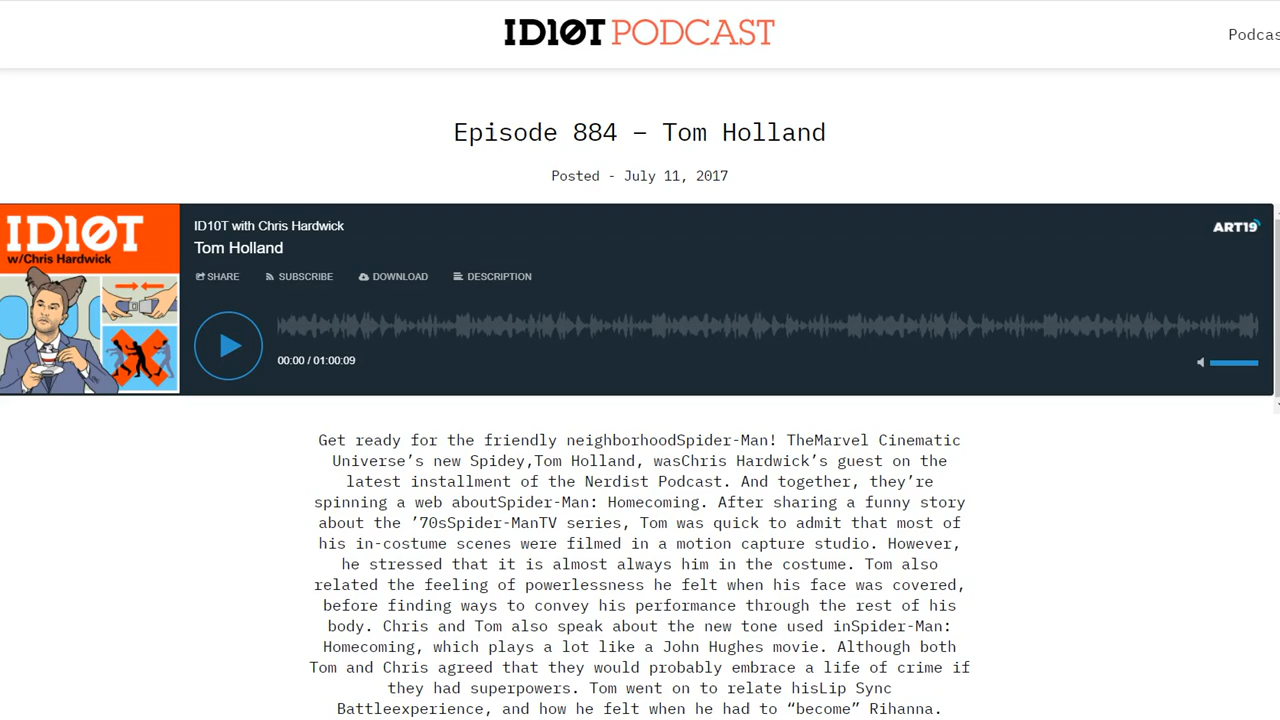 ID10T PODCAST
Podcas
Episode 884 – Tom Holland
Posted - July 11, 2017
ID10T
w/Chris Hardwick
ID10T with Chris Hardwick
Tom Holland
ART19
SHARE SUBSCRIBE DOWNLOAD DESCRIPTION
00:00 / 01:00:09
Get ready for the friendly neighborhoodSpider-Man! TheMarvel Cinematic
Universe’s new Spidey,Tom Holland, wasChris Hardwick’s guest on the
latest installment of the Nerdist Podcast. And together, they’re
spinning a web aboutSpider-Man: Homecoming. After sharing a funny story
about the ’70sSpider-ManTV series, Tom was quick to admit that most of
his in-costume scenes were filmed in a motion capture studio. However,
he stressed that it is almost always him in the costume. Tom also
related the feeling of powerlessness he felt when his face was covered,
before finding ways to convey his performance through the rest of his
body. Chris and Tom also speak about the new tone used inSpider-Man:
Homecoming, which plays a lot like a John Hughes movie. Although both
Tom and Chris agreed that they would probably embrace a life of crime if
they had superpowers. Tom went on to relate hisLip Sync
Battleexperience, and how he felt when he had to “become” Rihanna.